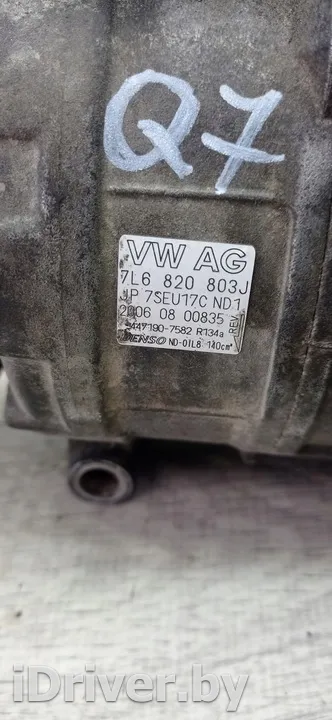 Q7
VW AG
7L6 820 803J
JP 7SEU17C ND1
2006 08 00835 REV.
447190-7582 R134a
DENSO ND-OIL8 140cm³
iDriver.by